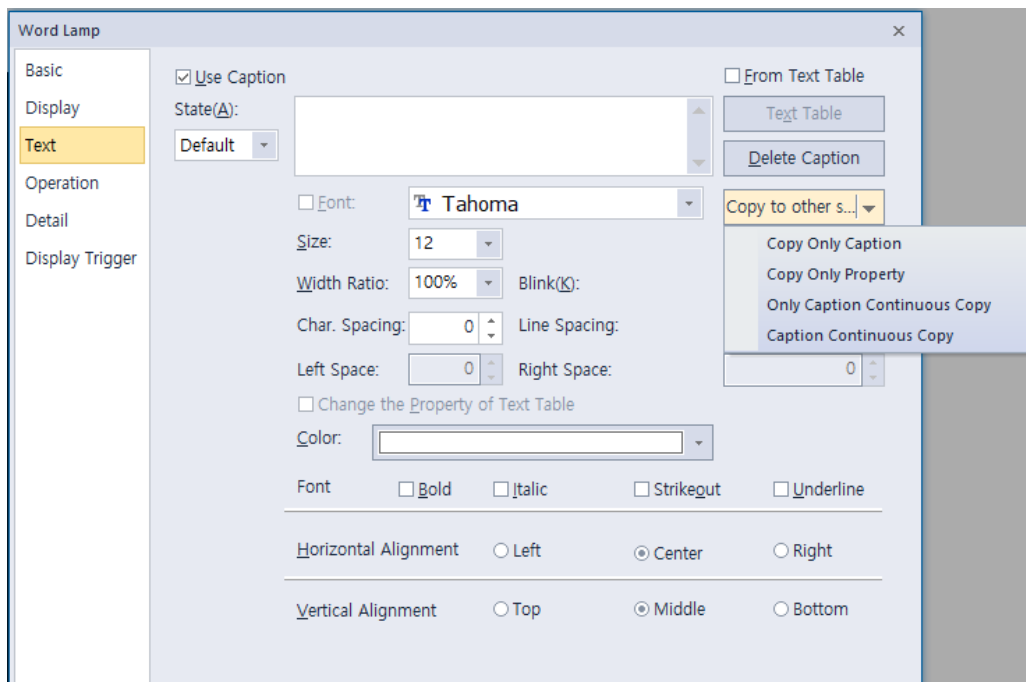 Word Lamp
Basic
Display
Text
Operation
Detail
Display Trigger
Use Caption
From Text Table
State(A):
Text Table
Default
Delete Caption
Font:
Tahoma
Copy to other s...
Size:
12
Copy Only Caption
Copy Only Property
Only Caption Continuous Copy
Caption Continuous Copy
Width Ratio:
100%
Blink(K):
Char. Spacing:
0
Line Spacing:
Left Space:
0
Right Space:
0
Change the Property of Text Table
Color:
Font
Bold
Italic
Strikeout
Underline
Horizontal Alignment
Left
Center
Right
Vertical Alignment
Top
Middle
Bottom